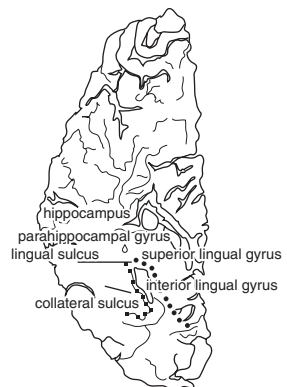 hippocampus
parahippocampal gyrus
lingual sulcus
superior lingual gyrus
interior lingual gyrus
collateral sulcus